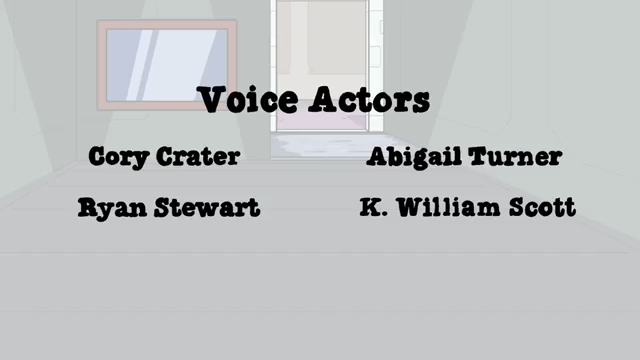 Voice Actors
Cory Crater
Abigail Turner
Ryan Stewart
K. William Scott